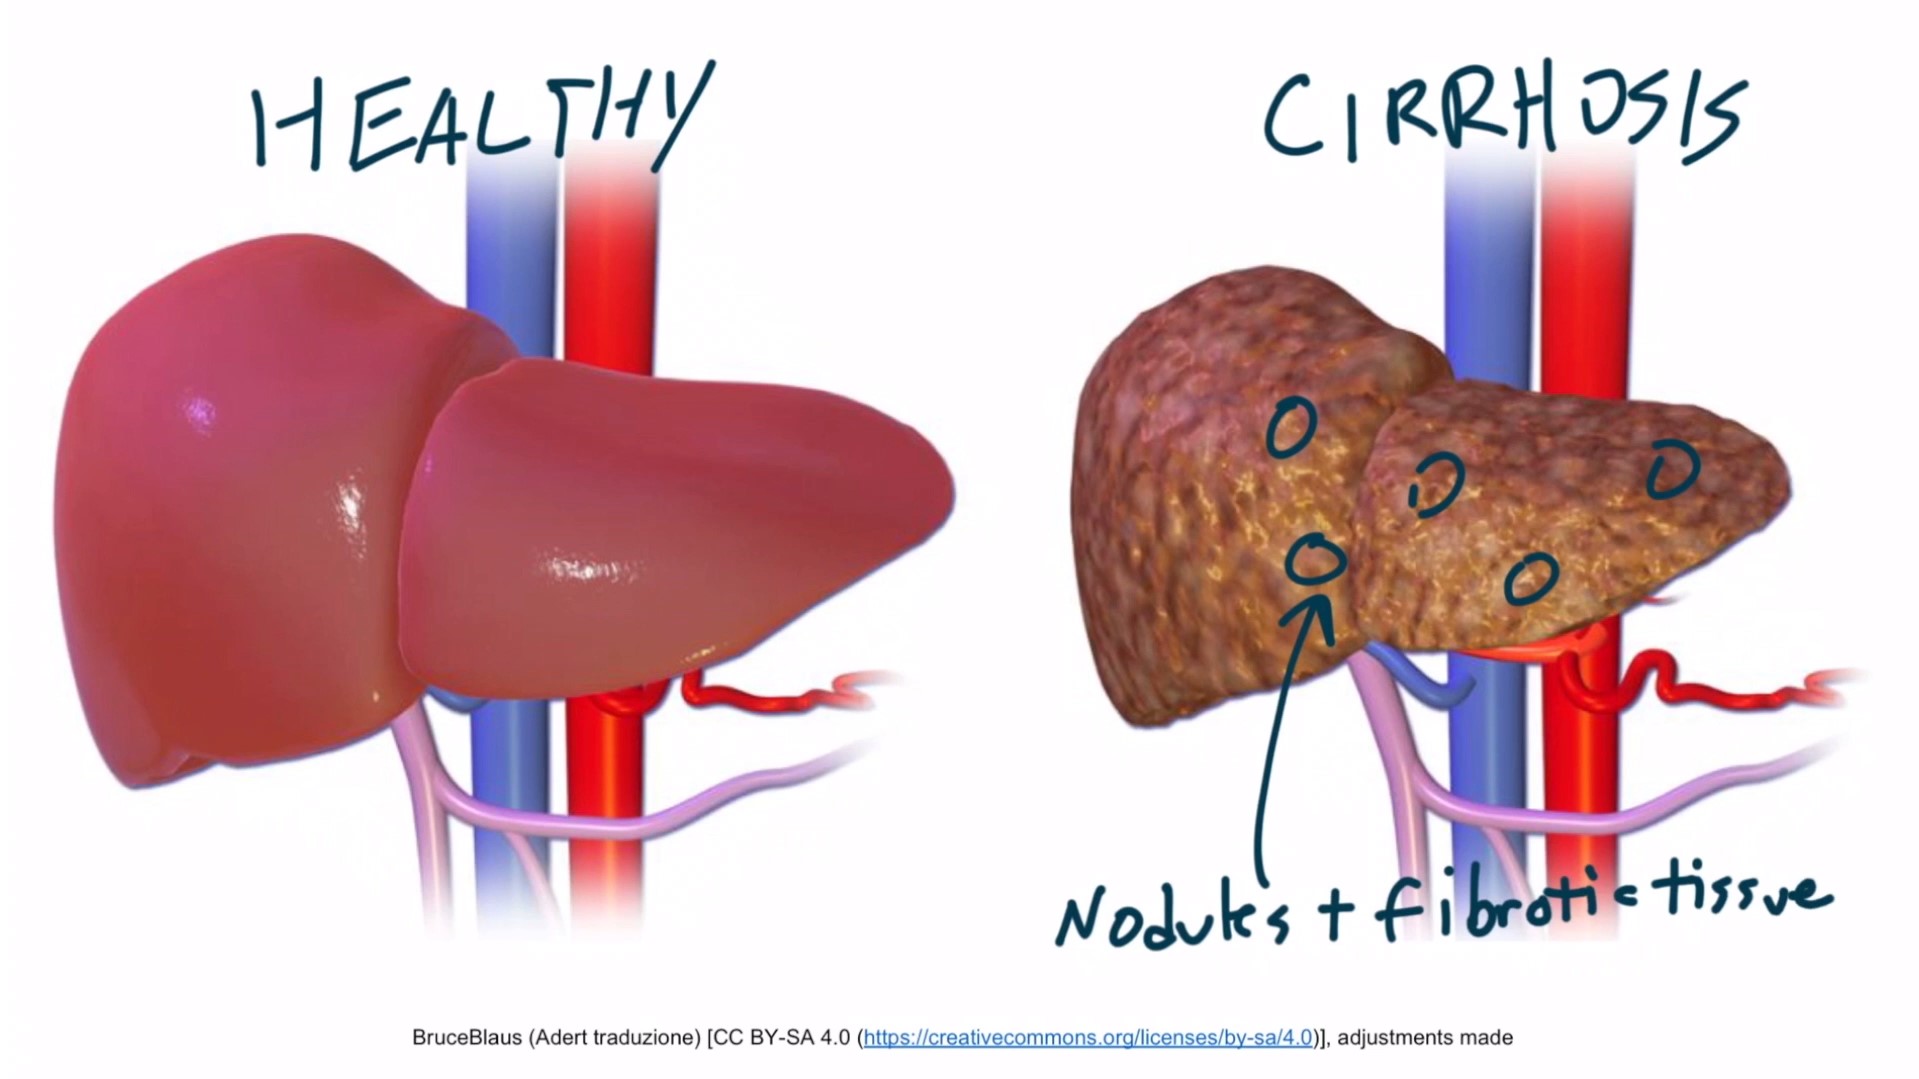 HEALTHY
CIRRHOSIS
Nodules + fibrotic tissue
BruceBlaus (Adert traduzione) [CC BY-SA 4.0 (https://creativecommons.org/licenses/by-sa/4.0)], adjustments made